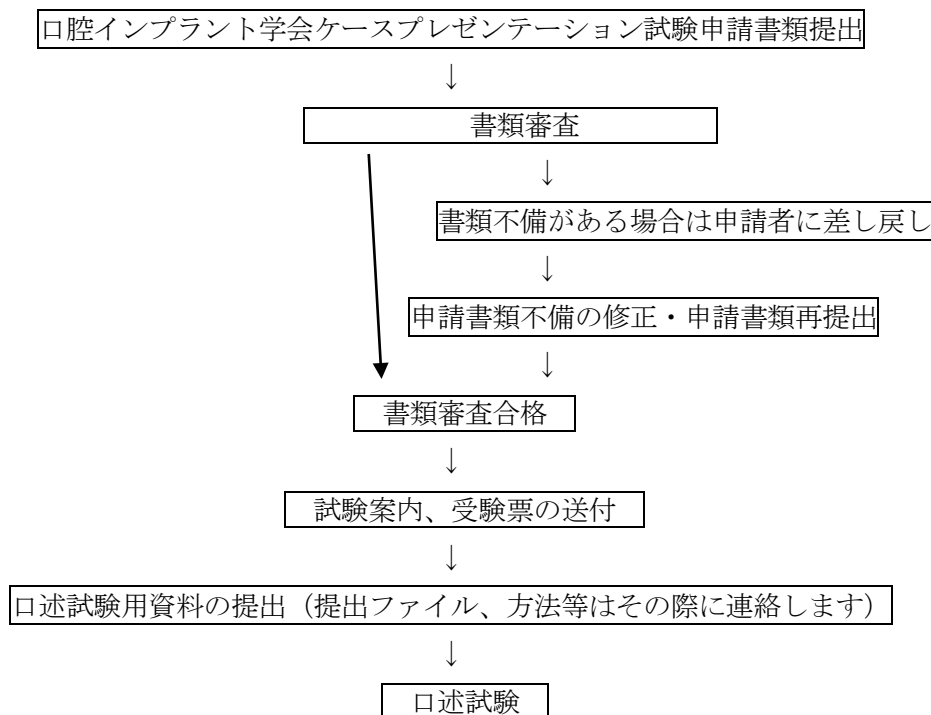 口腔インプラント学会ケースプレゼンテーション試験申請書類提出
↓
書類審査
↓
書類不備がある場合は申請者に差し戻し
↓
申請書類不備の修正・申請書類再提出
↓
書類審査合格
↓
試験案内、受験票の送付
↓
口述試験用資料の提出（提出ファイル、方法等はその際に連絡します）
↓
口述試験